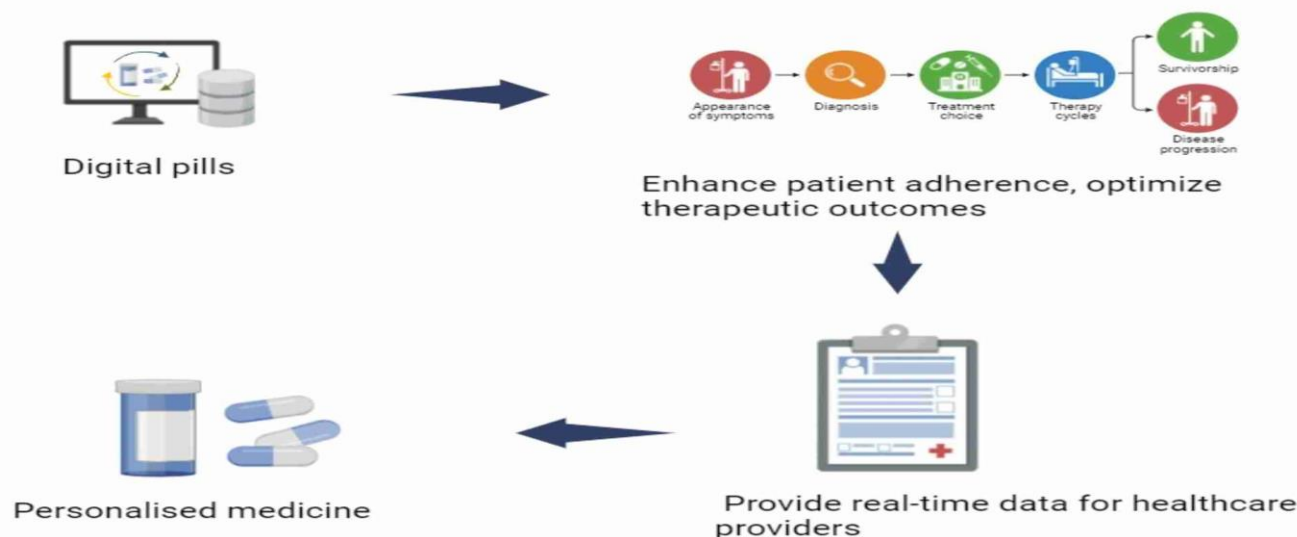 Digital pills
Appearance
of symptoms
Diagnosis
Treatment
choice
Therapy
cycles
Survivorship
Disease
progression
Enhance patient adherence, optimize
therapeutic outcomes
Provide real-time data for healthcare
providers
Personalised medicine